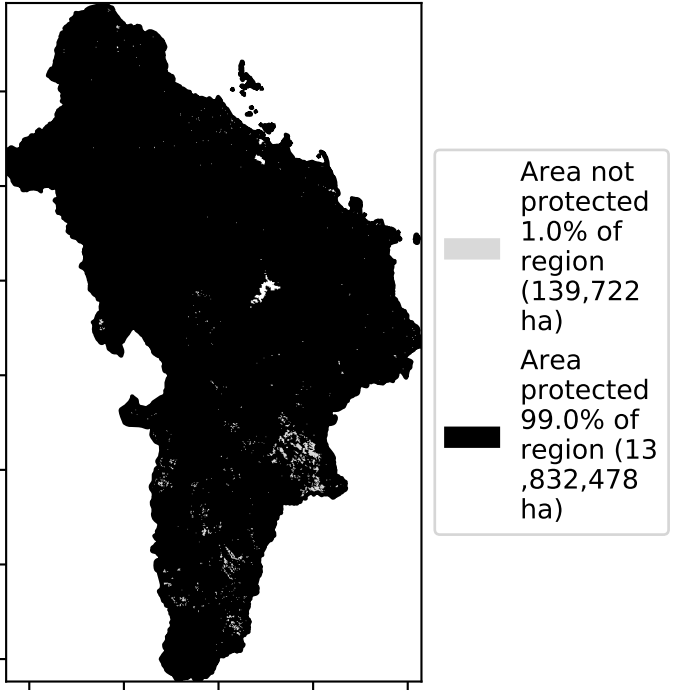 Area not
protected
1.0% of
region
(139,722
ha)
Area
protected
99.0% of
region (13
,832,478
ha)